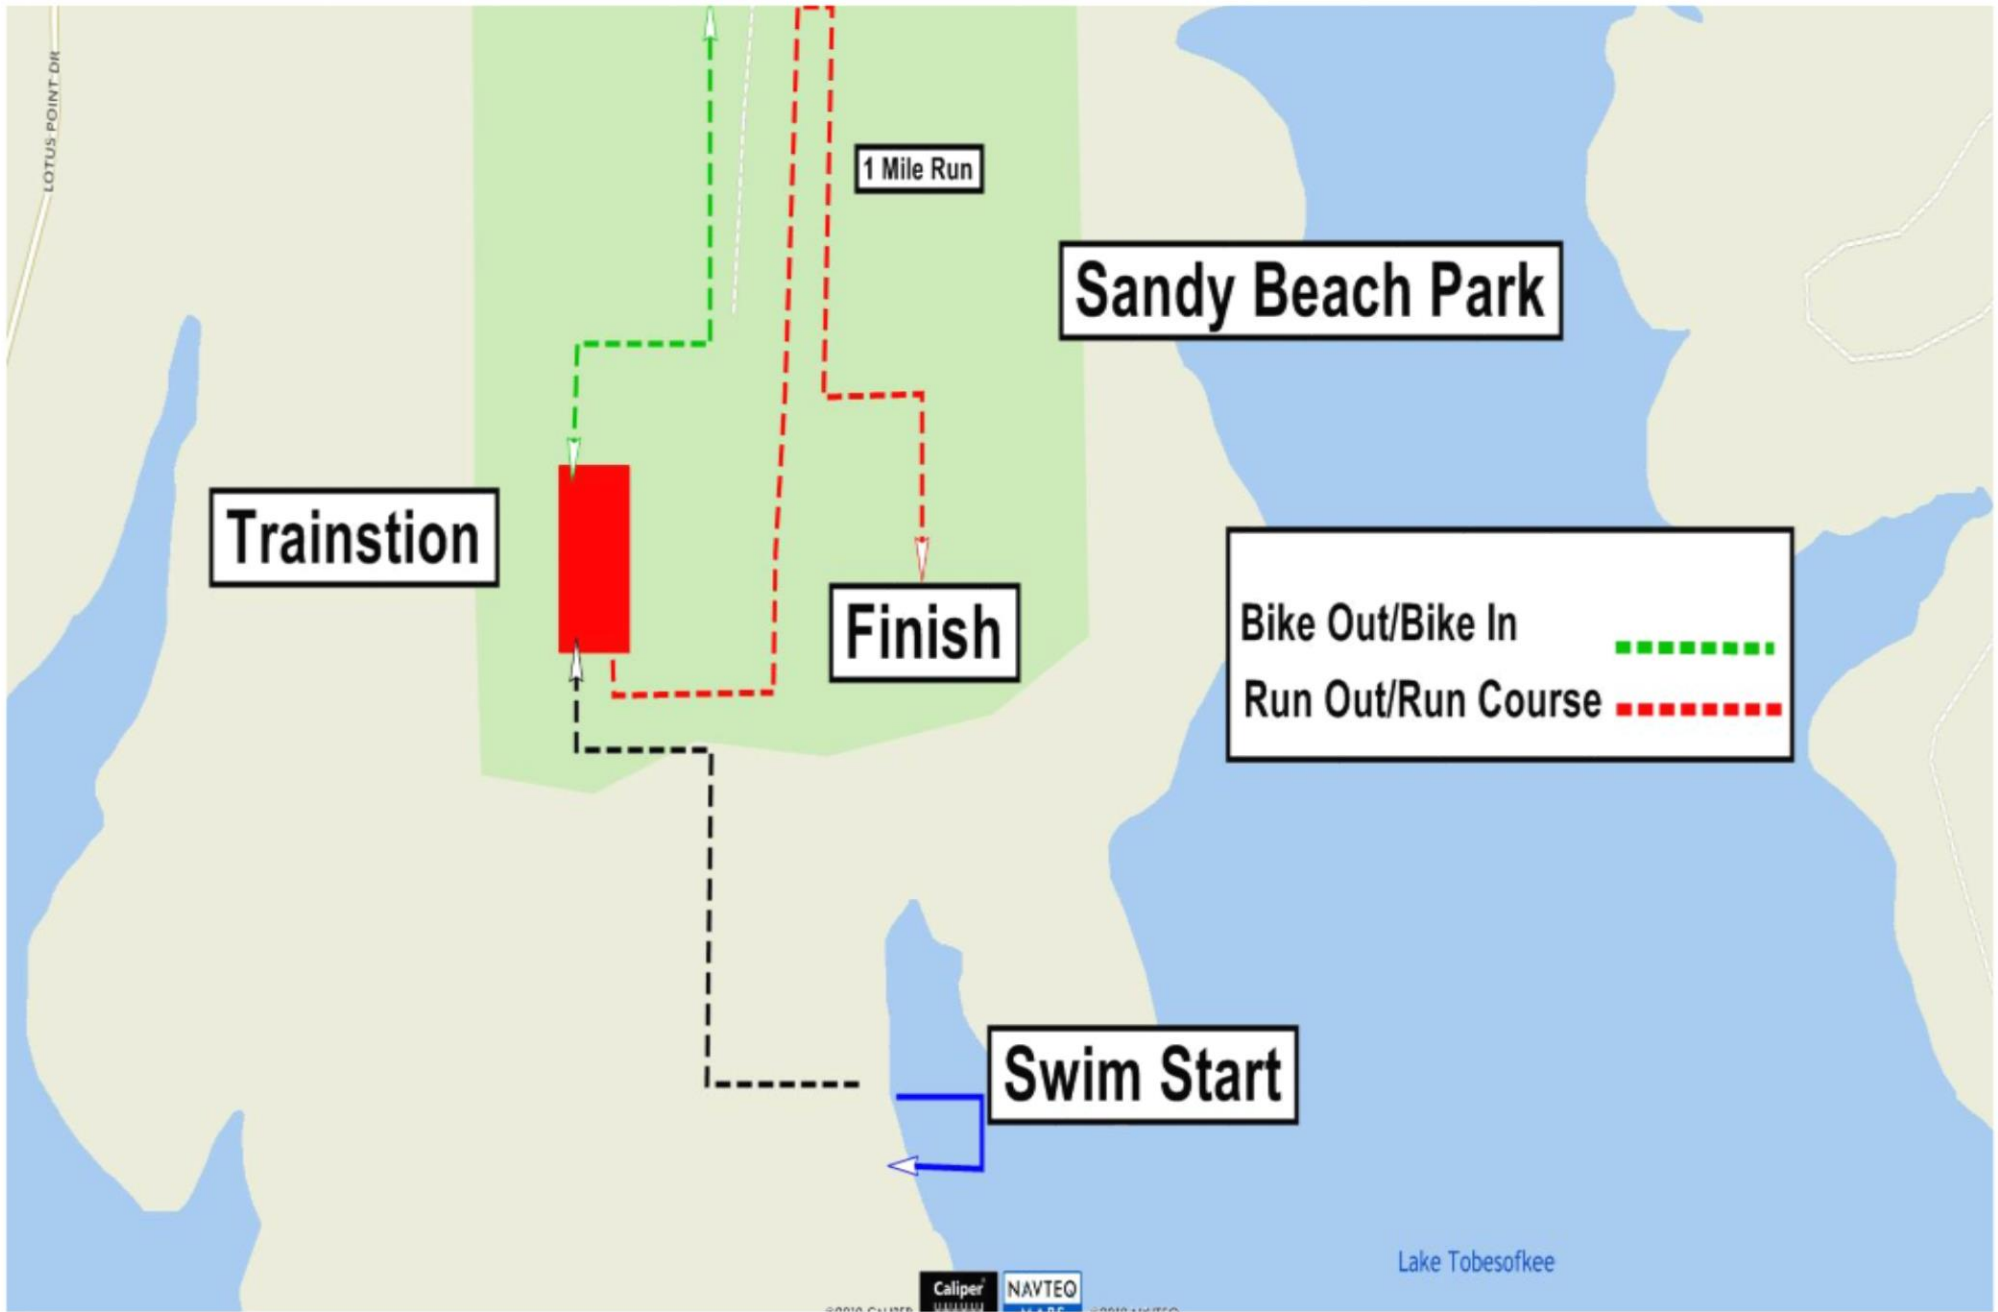 LOTUS POINT DR
1 Mile Run
Sandy Beach Park
Trainstion
Finish
Bike Out/Bike In
Run Out/Run Course
Swim Start
Lake Tobesofkee
Caliper
NAVTEQ